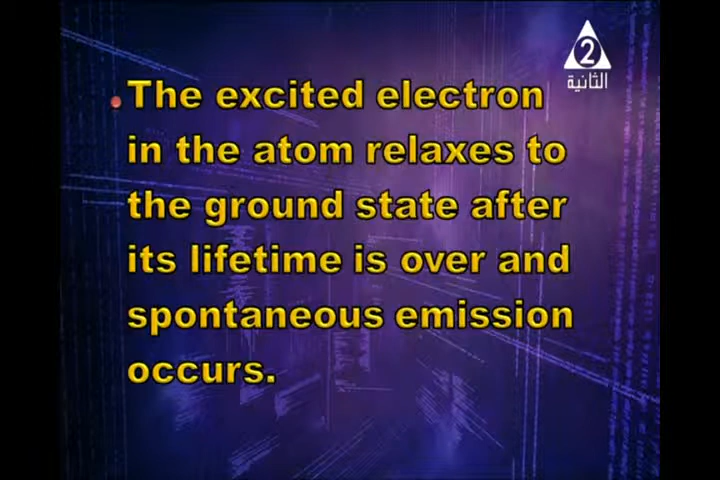 2
الثانية
The excited electron
in the atom relaxes to
the ground state after
its lifetime is over and
spontaneous emission
occurs.